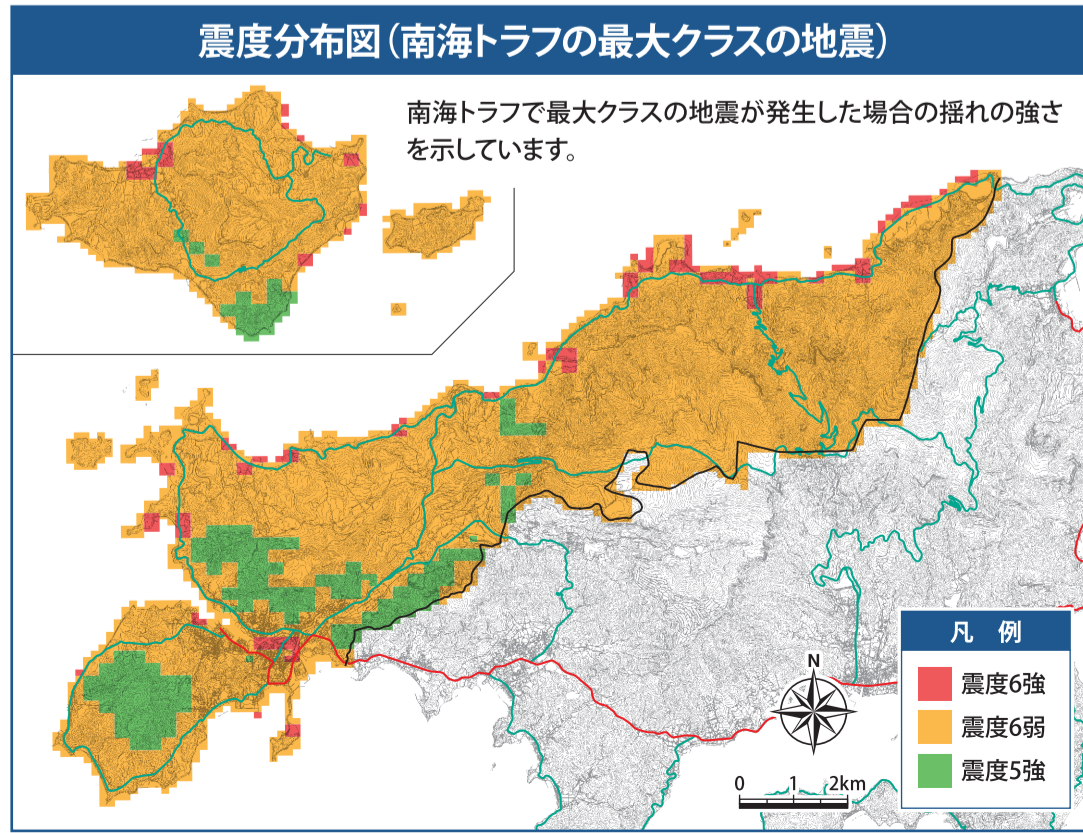 震度分布図（南海トラフの最大クラスの地震）
南海トラフで最大クラスの地震が発生した場合の揺れの強さ
を示しています。
N
0 1 2km
凡 例
震度6強
震度6弱
震度5強